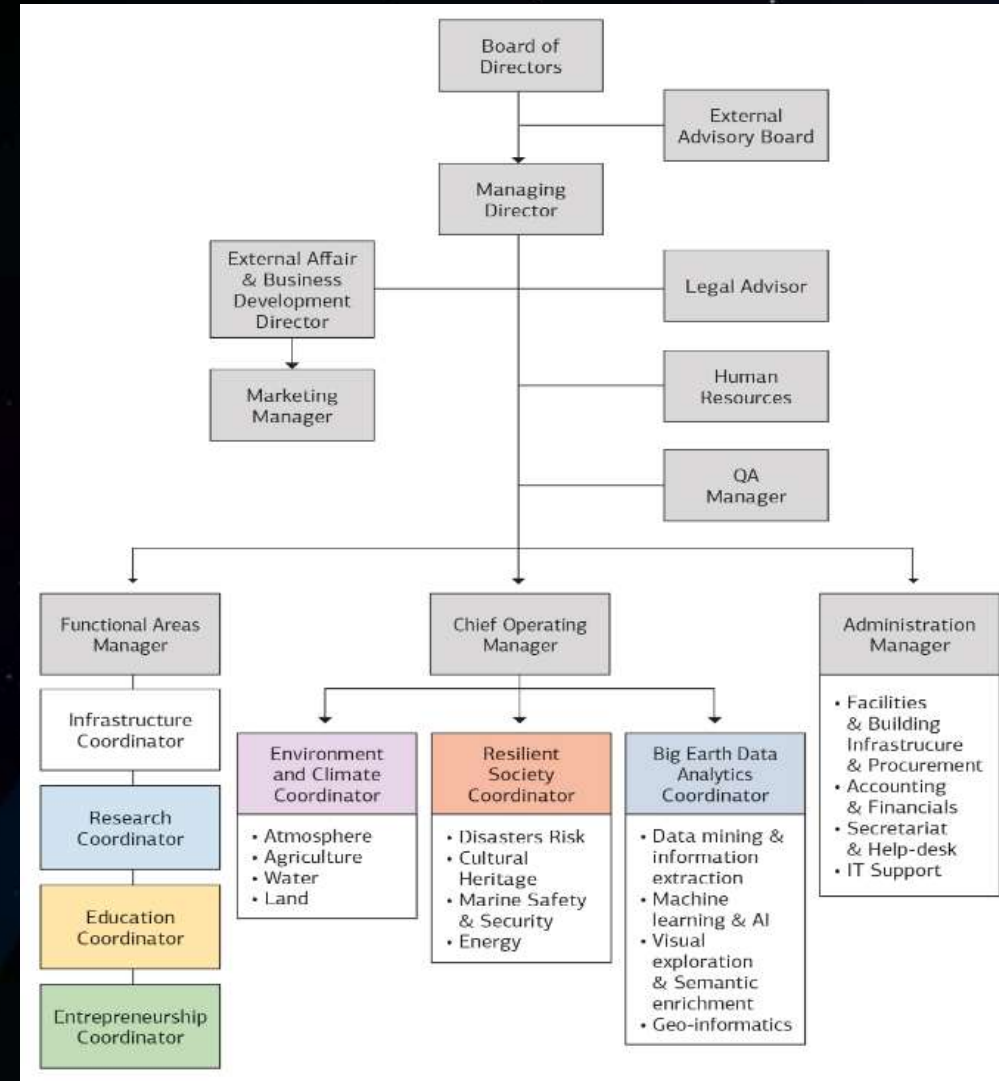 Board of
Directors
External
Advisory Board
Managing
Director
External Affair
& Business
Development
Director
Legal Advisor
Marketing
Manager
Human
Resources
QA
Manager
Functional Areas
Manager
Chief Operating
Manager
Administration
Manager
Infrastructure
Coordinator
Research
Coordinator
Education
Coordinator
Entrepreneurship
Coordinator
Environment
and Climate
Coordinator
• Atmosphere
• Agriculture
• Water
• Land
Resilient
Society
Coordinator
• Disasters Risk
• Cultural
Heritage
• Marine Safety
& Security
• Energy
Big Earth Data
Analytics
Coordinator
• Data mining &
information
extraction
• Machine
learning & AI
• Visual
exploration
& Semantic
enrichment
• Geo-informatics
• Facilities
& Building
Infrastrucure
& Procurement
• Accounting
& Financials
• Secretariat
& Help-desk
• IT Support